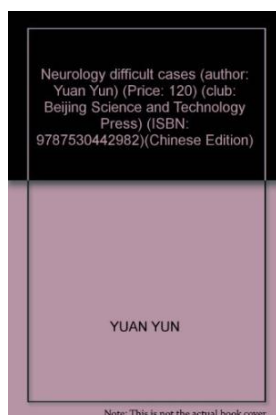 Neurology difficult cases (author:
Yuan Yun) (Price: 120) (club:
Beijing Science and Technology
Press) (ISBN:
9787530442982)(Chinese Edition)
YUAN YUN
Note: This is not the actual book cover